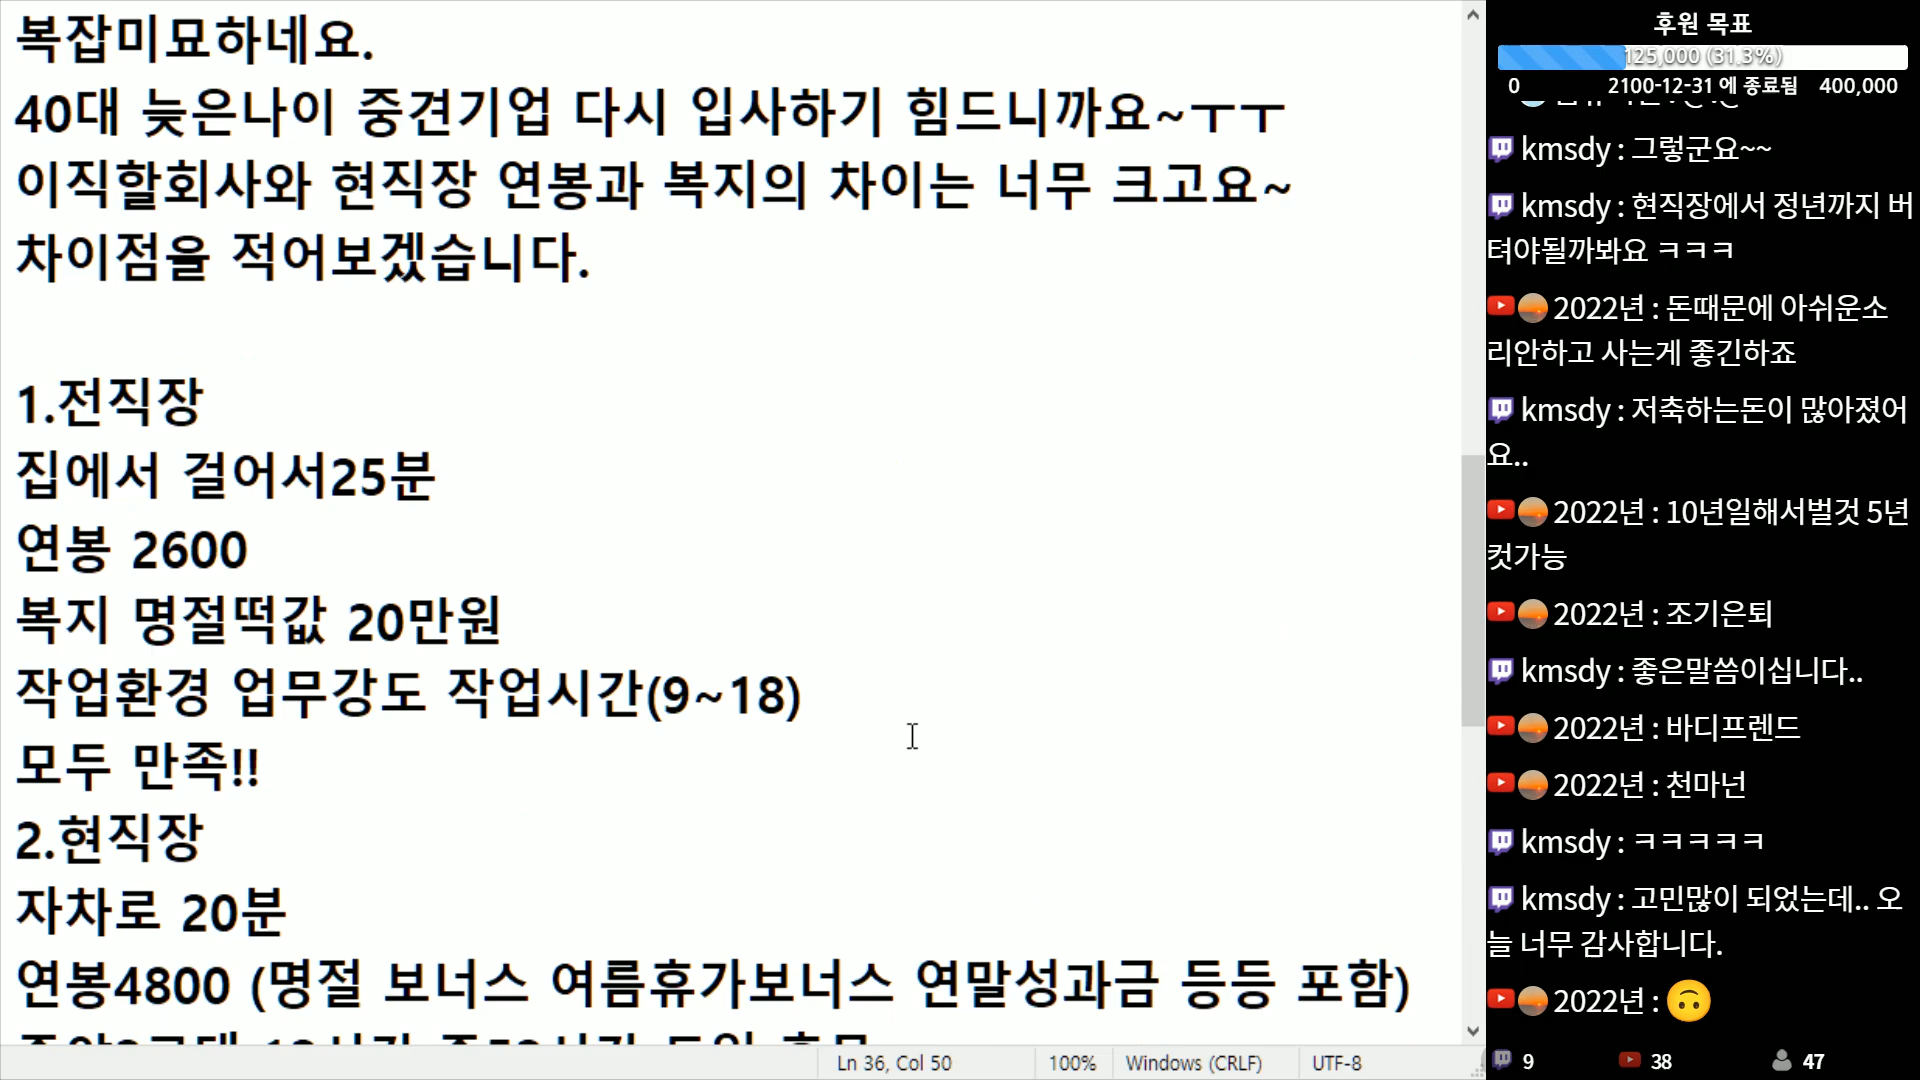 복잡미묘하네요.
40대 늦은나이 중견기업 다시 입사하기 힘드니까요~ㅜㅜ
이직할회사와 현직장 연봉과 복지의 차이는 너무 크고요~
차이점을 적어보겠습니다.
1.전직장
집에서 걸어서25분
연봉 2600
복지 명절떡값 20만원
작업환경 업무강도 작업시간(9~18)
모두 만족!!
2.현직장
자차로 20분
연봉4800 (명절 보너스 여름휴가보너스 연말성과금 등등 포함)
Ln 36, Col 50
100%
Windows (CRLF)
UTF-8
후원 목표
125,000 (31.3%)
0
2100-12-31 에 종료됨
400,000
kmsdy : 그렇군요~~
kmsdy : 현직장에서 정년까지 버
텨야될까봐요 ㅋㅋㅋ
2022년 : 돈때문에 아쉬운소
리안하고 사는게 좋긴하죠
kmsdy : 저축하는돈이 많아졌어
요..
2022년 : 10년일해서벌것 5년
컷가능
2022년 : 조기은퇴
kmsdy : 좋은말씀이십니다..
2022년 : 바디프렌드
2022년 : 천마넌
kmsdy : ㅋㅋㅋㅋㅋ
kmsdy : 고민많이 되었는데.. 오
늘 너무 감사합니다.
2022년 : 🙃
9
38
47